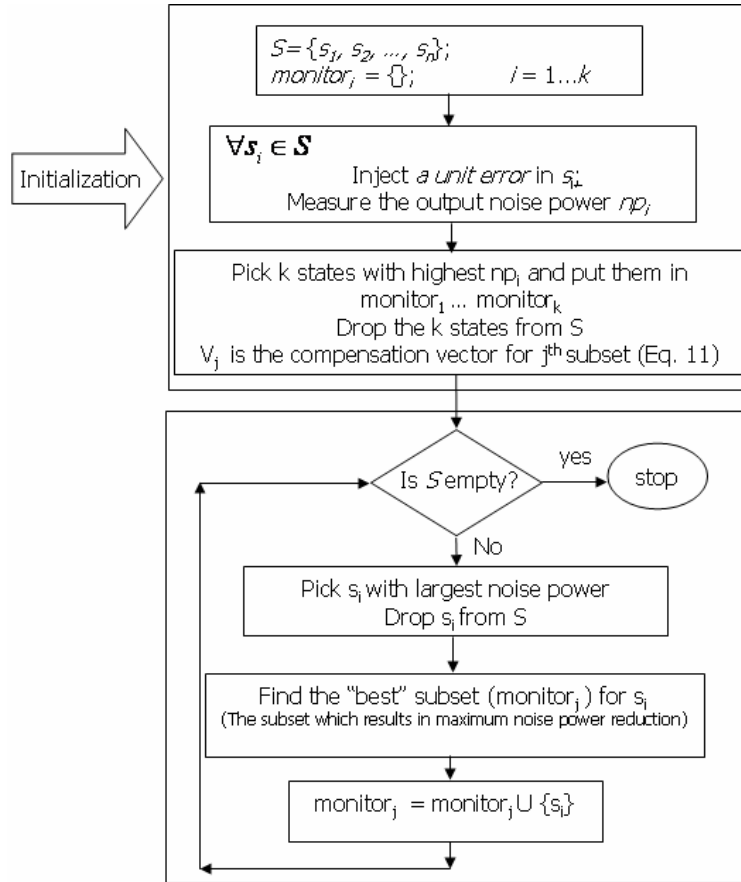 S={s₁, s₂, ..., sₙ};
monitorᵢ = {}; i = 1...k
∀sᵢ ∈ S
Inject a unit error in sᵢ;
Measure the output noise power npᵢ
Initialization
Pick k states with highest npᵢ and put them in
monitor₁ ... monitorₖ
Drop the k states from S
Vⱼ is the compensation vector for jᵗʰ subset (Eq. 11)
Is S empty?
yes
stop
No
Pick sᵢ with largest noise power
Drop sᵢ from S
Find the “best” subset (monitorⱼ) for sᵢ
(The subset which results in maximum noise power reduction)
monitorⱼ = monitorⱼ U {sᵢ}